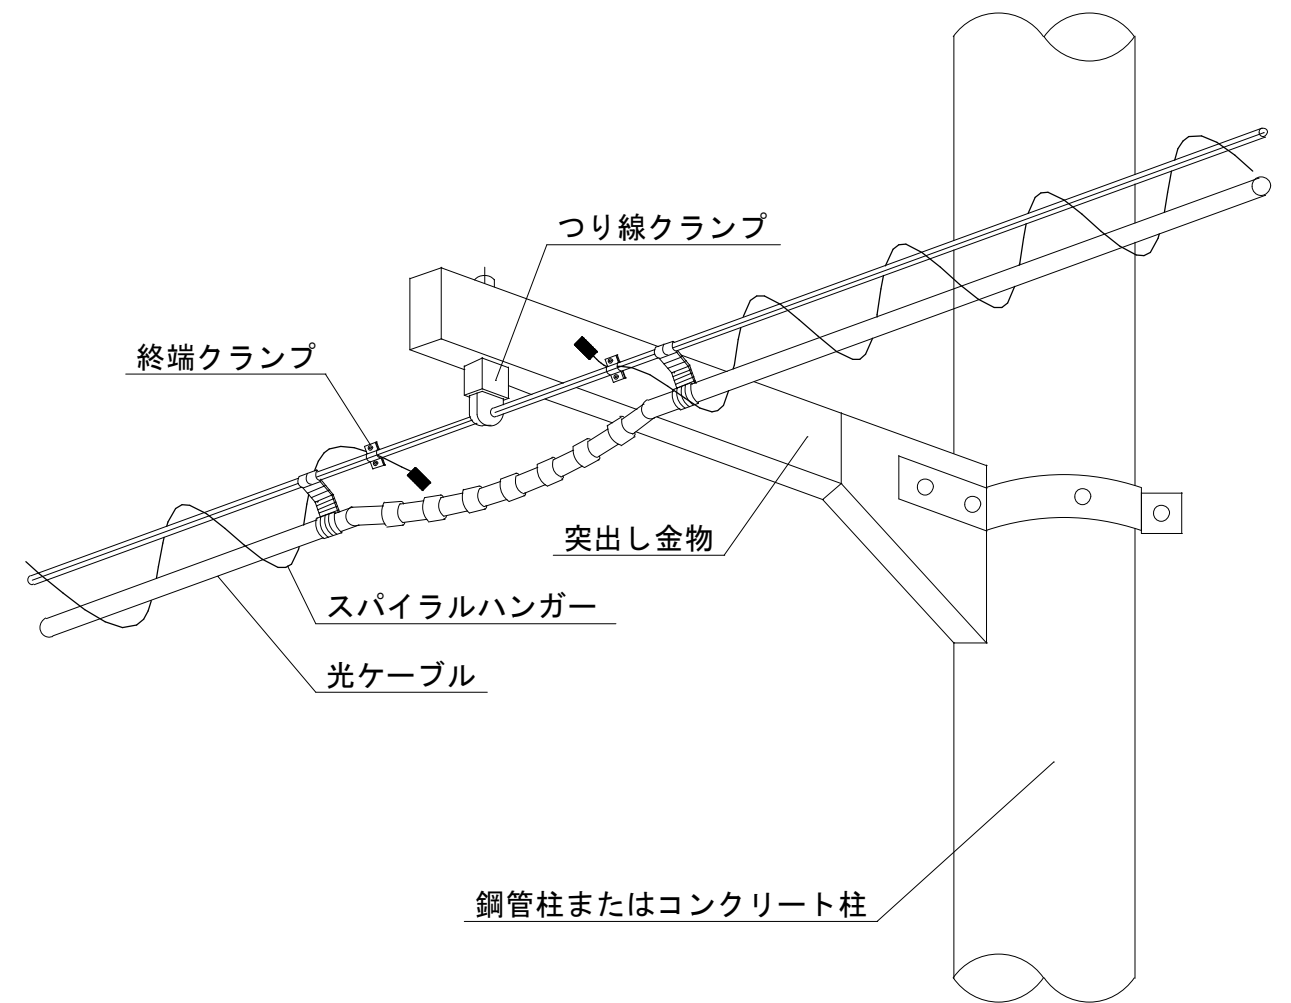 つり線クランプ
終端クランプ
突出し金物
スパイラルハンガー
光ケーブル
鋼管柱またはコンクリート柱